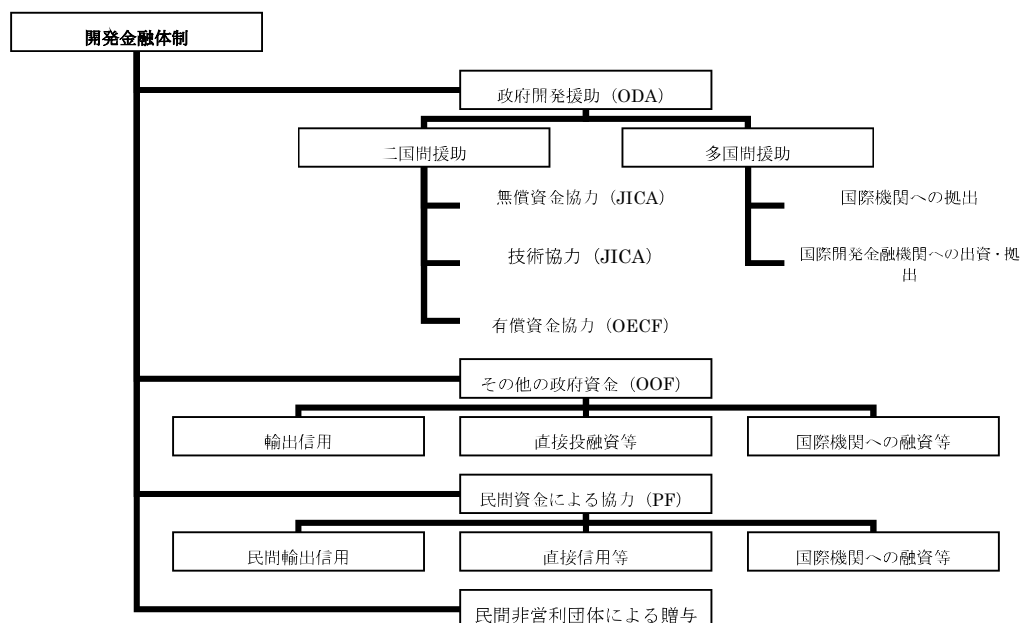 開発金融体制
政府開発援助（ODA）
二国間援助
多国間援助
無償資金協力（JICA）
国際機関への拠出
技術協力（JICA）
国際開発金融機関への出資・拠
出
有償資金協力（OECF）
その他の政府資金（OOF）
輸出信用
直接投融資等
国際機関への融資等
民間資金による協力（PF）
民間輸出信用
直接信用等
国際機関への融資等
民間非営利団体による贈与